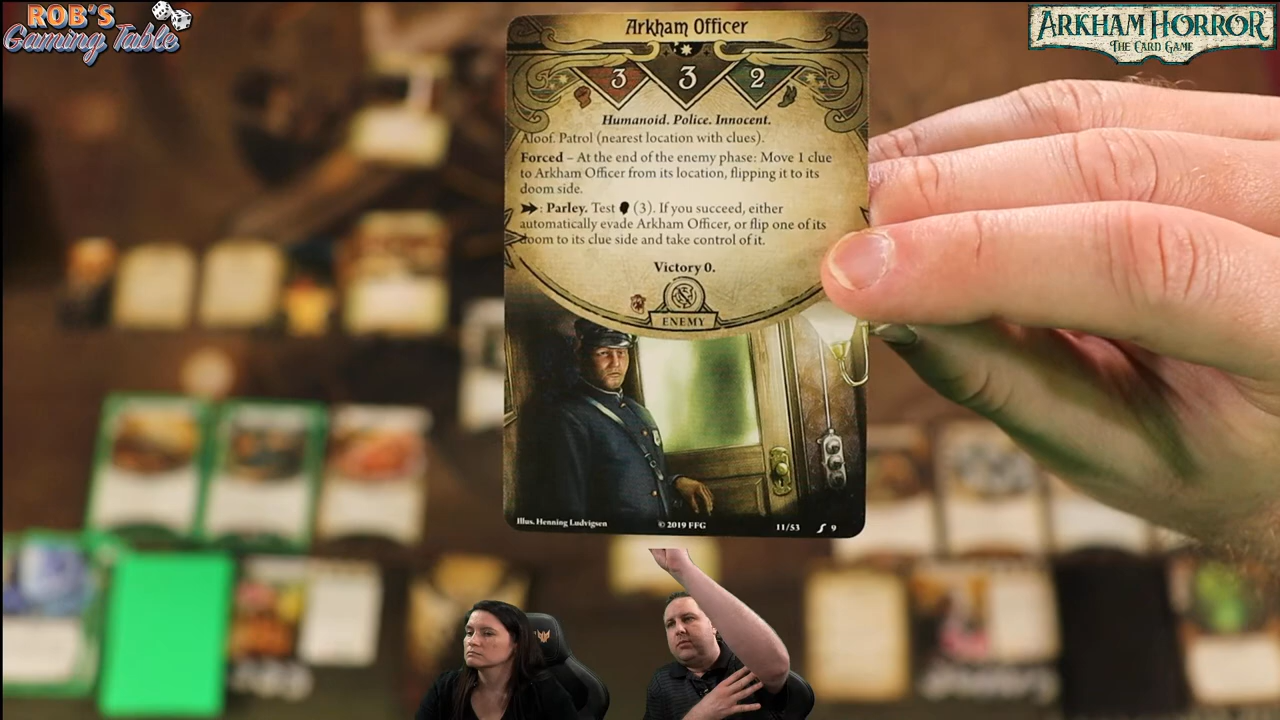 ROB'S
Gaming Table
ARKHAM HORROR
THE CARD GAME
Arkham Officer
3 3 2
Humanoid. Police. Innocent.
Aloof. Patrol (nearest location with clues).
Forced – At the end of the enemy phase: Move 1 clue
to Arkham Officer from its location, flipping it to its
doom side.
: Parley. Test (3). If you succeed, either
automatically evade Arkham Officer, or flip one of its
doom to its clue side and take control of it.
Victory 0.
ENEMY
Illus. Henning Ludvigsen © 2019 FFG 11/53 9